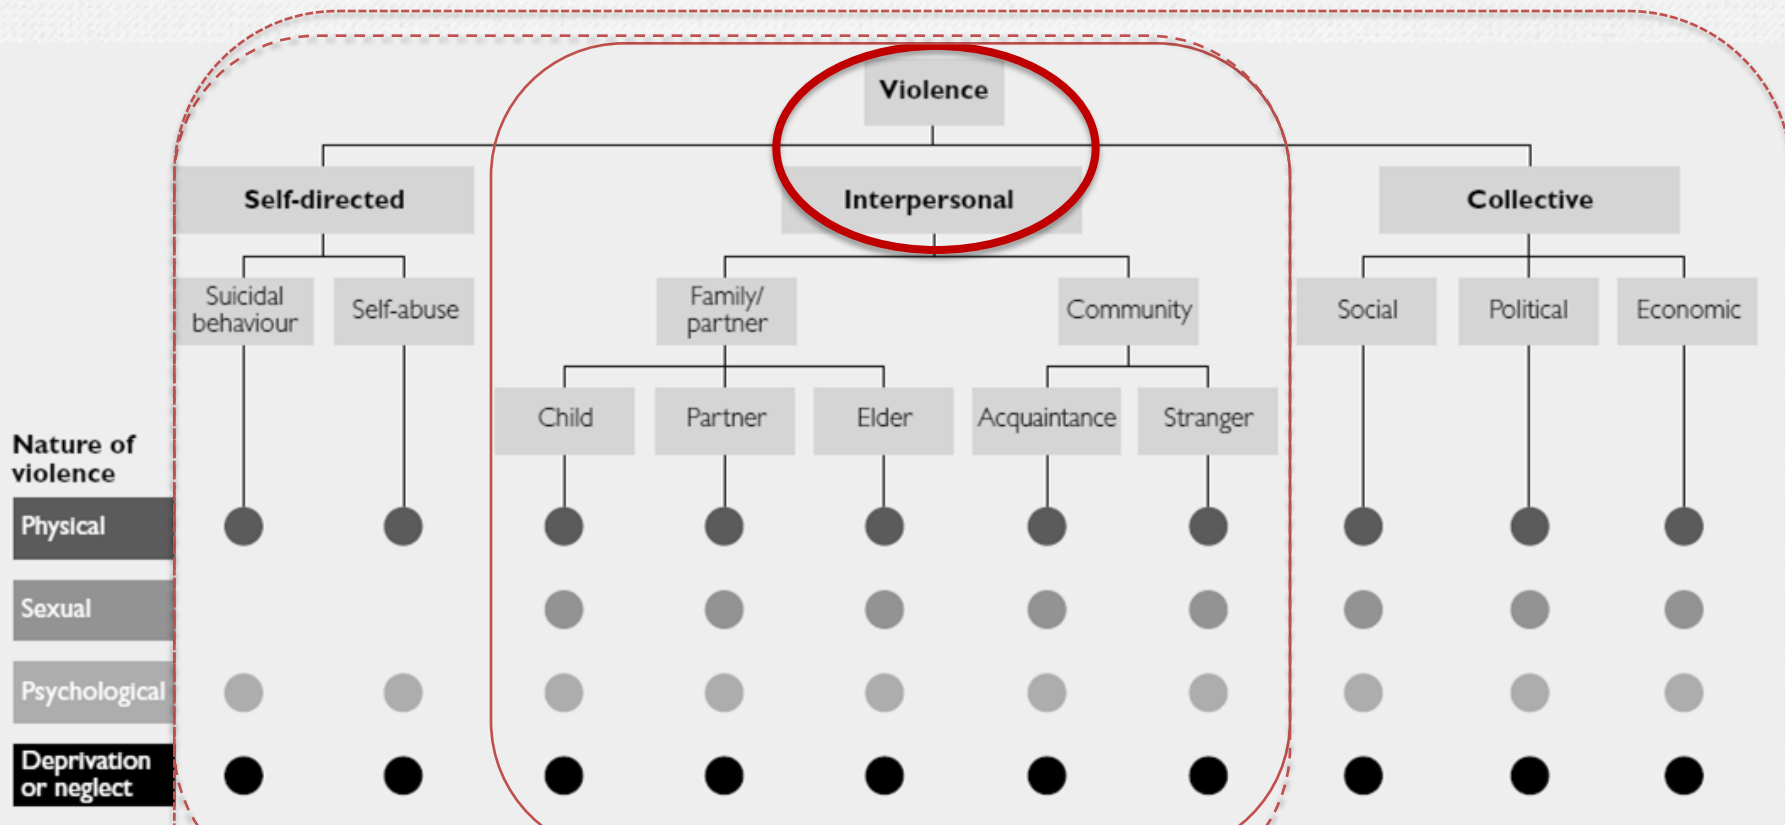 Violence
Self-directed
Interpersonal
Collective
Suicidal
behaviour
Self-abuse
Family/
partner
Community
Social
Political
Economic
Child
Partner
Elder
Acquaintance
Stranger
Nature of
violence
Physical
Sexual
Psychological
Deprivation
or neglect